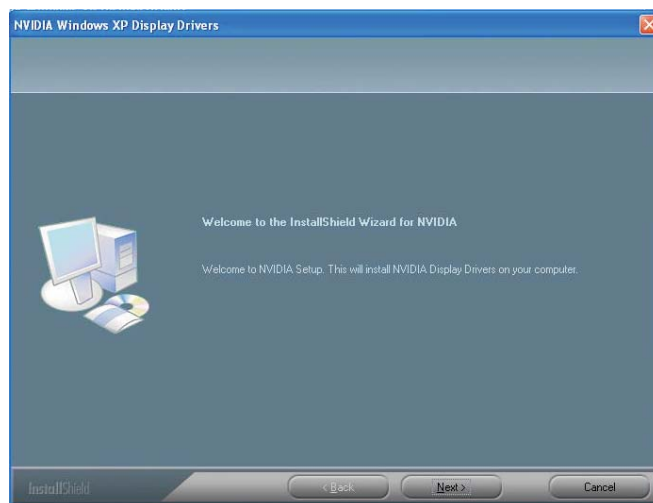 NVIDIA Windows XP Display Drivers
Welcome to the InstallShield Wizard for NVIDIA
Welcome to NVIDIA Setup. This will install NVIDIA Display Drivers on your computer.
InstallShield
< Back
Next >
Cancel